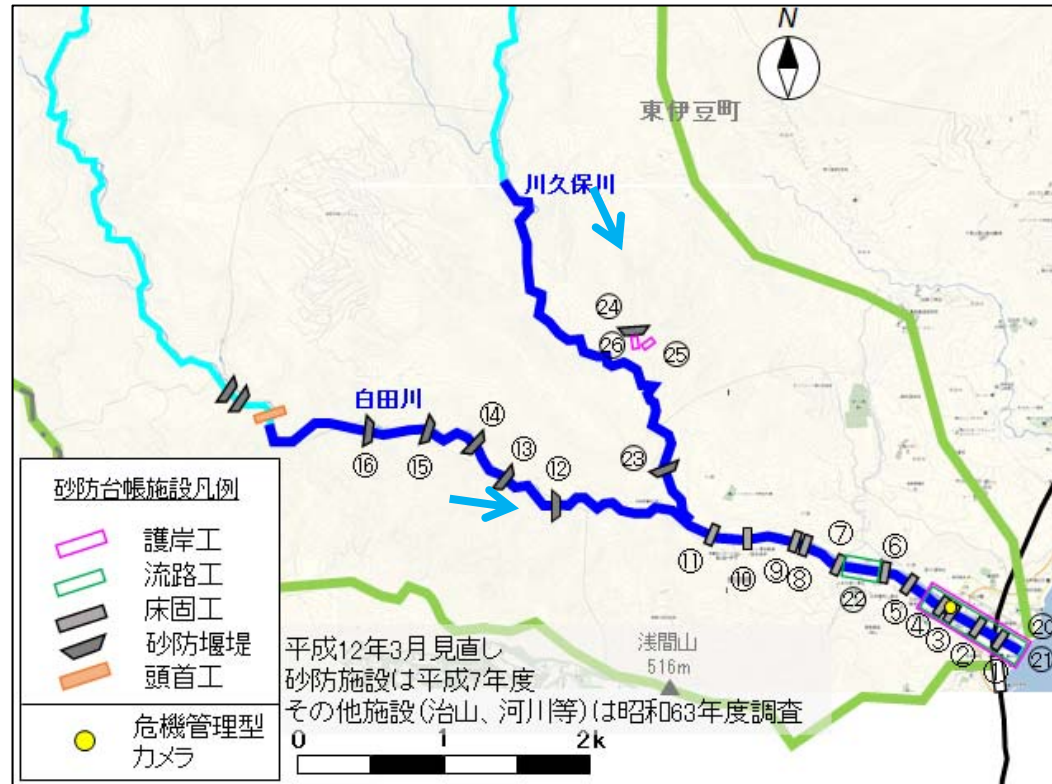 N
東伊豆町
川久保川
㉔
㉖
㉕
白田川
⑭
⑬
⑫
㉓
⑯
⑮
⑦
⑥
⑪
⑩
⑨
⑧
㉒
⑤
④
③
②
①
⑳
㉑
砂防台帳施設凡例
護岸工
流路工
床固工
砂防堰堤
頭首工
危機管理型
カメラ
浅間山
516m
平成12年3月見直し
砂防施設は平成7年度
その他施設(治山、河川等)は昭和63年度調査
0 1 2k